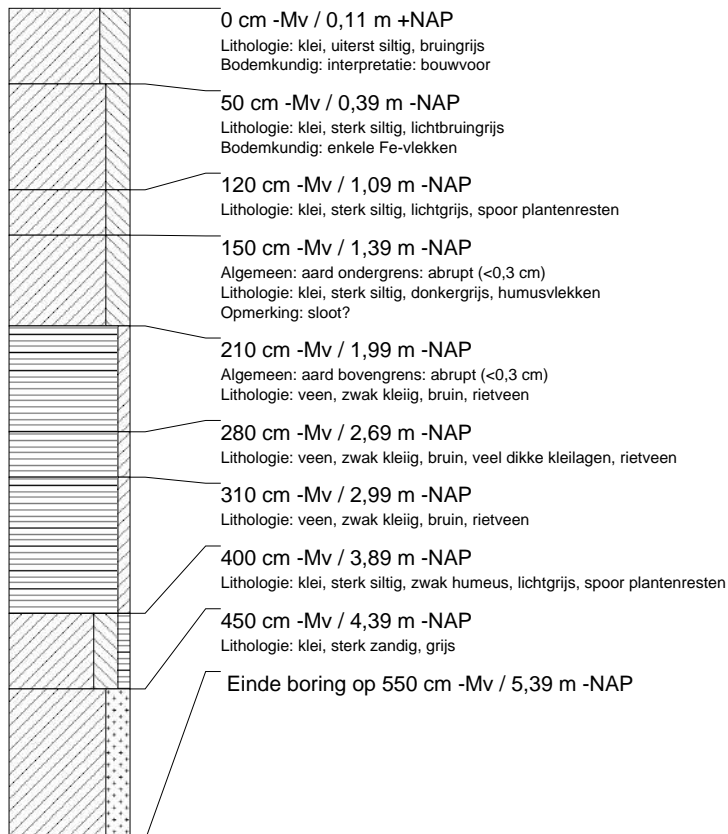 0 cm -Mv / 0,11 m +NAP
Lithologie: klei, uiterst siltig, bruingrijs
Bodemkundig: interpretatie: bouwvoor
50 cm -Mv / 0,39 m -NAP
Lithologie: klei, sterk siltig, lichtbruingrijs
Bodemkundig: enkele Fe-vlekken
120 cm -Mv / 1,09 m -NAP
Lithologie: klei, sterk siltig, lichtgrijs, spoor plantenresten
150 cm -Mv / 1,39 m -NAP
Algemeen: aard ondergrens: abrupt (<0,3 cm)
Lithologie: klei, sterk siltig, donkergrijs, humusvlekken
Opmerking: sloot?
210 cm -Mv / 1,99 m -NAP
Algemeen: aard bovengrens: abrupt (<0,3 cm)
Lithologie: veen, zwak kleiig, bruin, rietveen
280 cm -Mv / 2,69 m -NAP
Lithologie: veen, zwak kleiig, bruin, veel dikke kleilagen, rietveen
310 cm -Mv / 2,99 m -NAP
Lithologie: veen, zwak kleiig, bruin, rietveen
400 cm -Mv / 3,89 m -NAP
Lithologie: klei, sterk siltig, zwak humeus, lichtgrijs, spoor plantenresten
450 cm -Mv / 4,39 m -NAP
Lithologie: klei, sterk zandig, grijs
Einde boring op 550 cm -Mv / 5,39 m -NAP